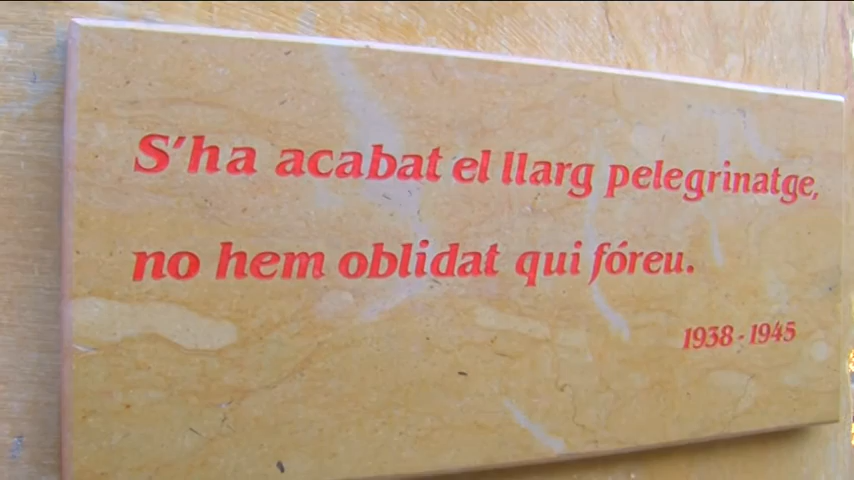 S'ha acabat el llarg pelegrinatge,
no hem oblidat qui fóreu.
1938 - 1945